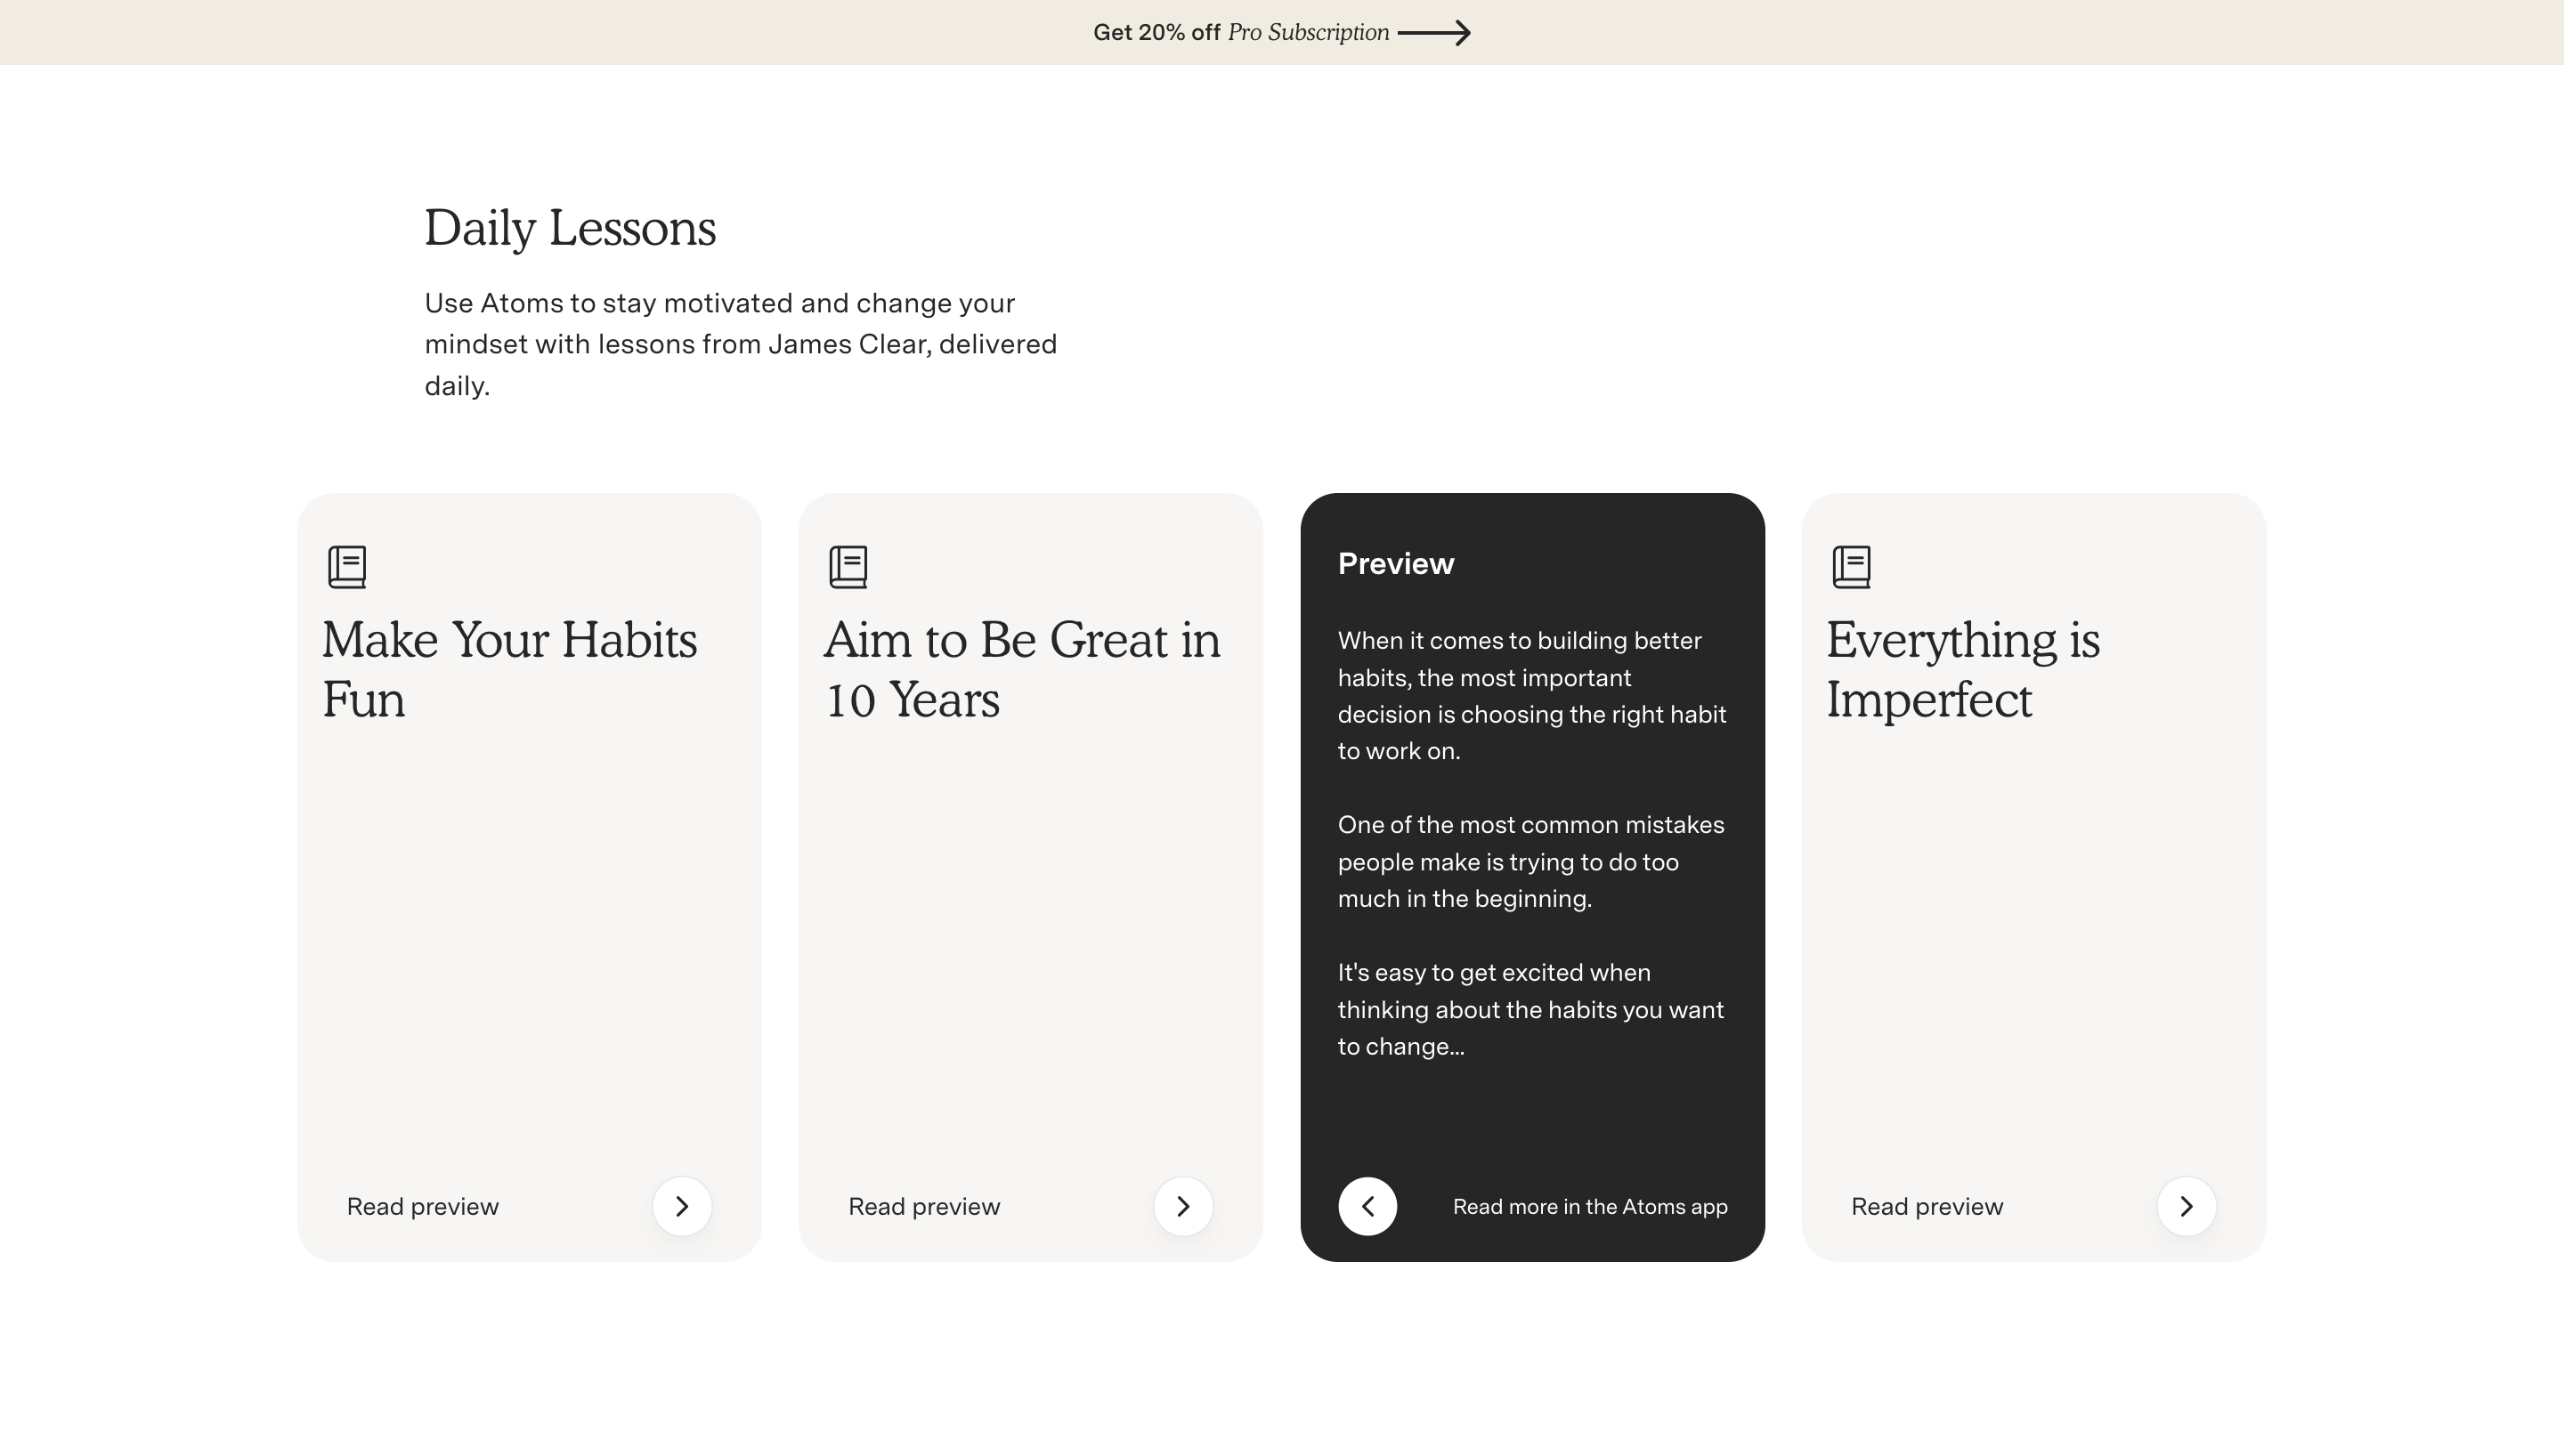 Get 20% off Pro Subscription
Daily Lessons
Use Atoms to stay motivated and change your
mindset with lessons from James Clear, delivered
daily.
Make Your Habits
Fun
Read preview
Aim to Be Great in
10 Years
Read preview
Preview
When it comes to building better
habits, the most important
decision is choosing the right habit
to work on.
One of the most common mistakes
people make is trying to do too
much in the beginning.
It's easy to get excited when
thinking about the habits you want
to change...
Read more in the Atoms app
Everything is
Imperfect
Read preview